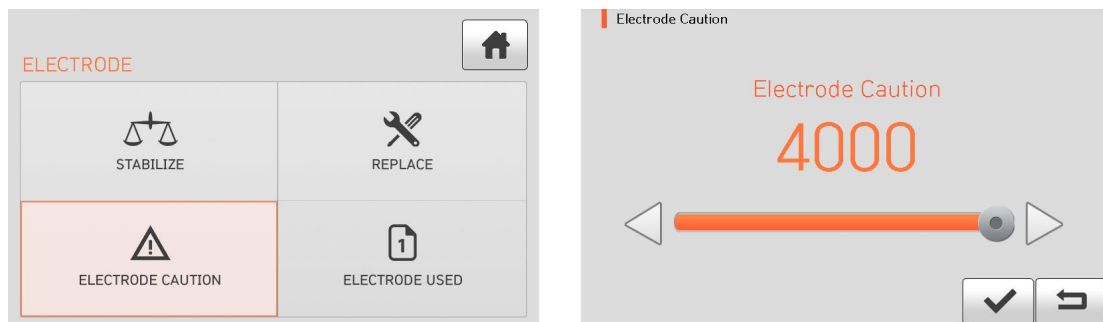 ELECTRODE
STABILIZE
REPLACE
ELECTRODE CAUTION
1
ELECTRODE USED
Electrode Caution
Electrode Caution
4000